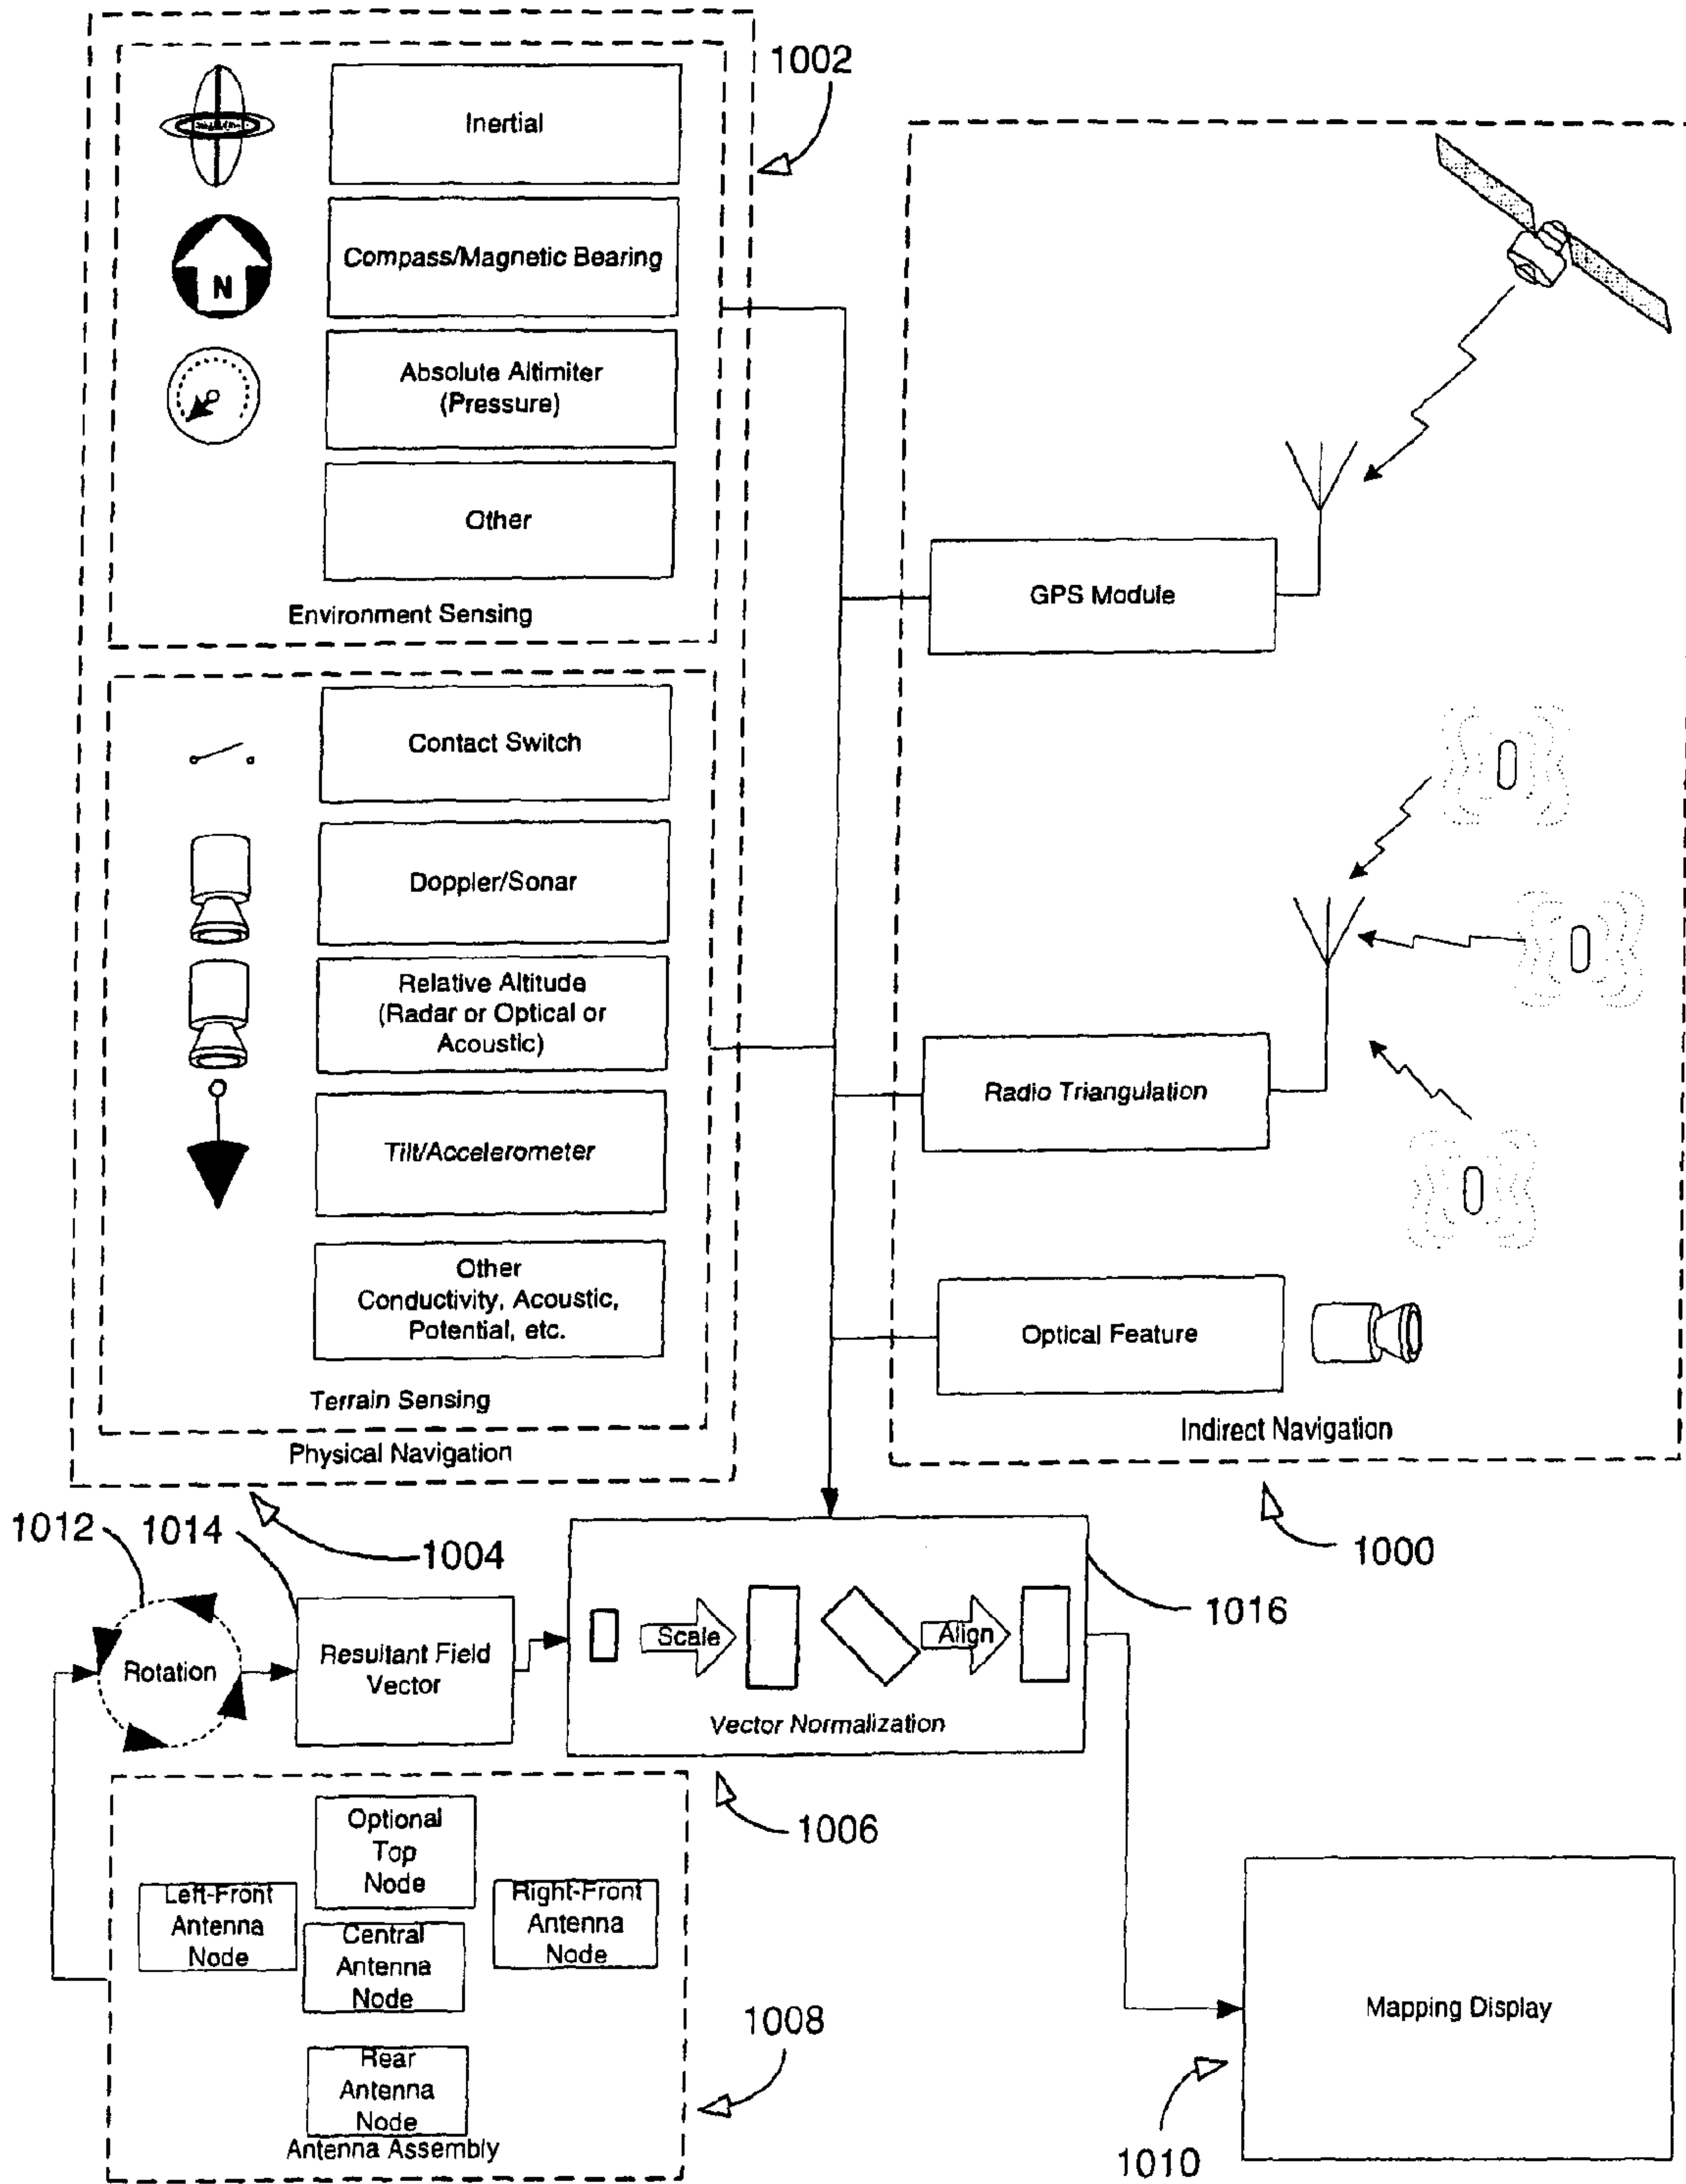 1002
Inertial
Compass/Magnetic Bearing
N
Absolute Altimiter
(Pressure)
Other
Environment Sensing
GPS Module
Contact Switch
Doppler/Sonar
Relative Altitude
(Radar or Optical or
Acoustic)
Radio Triangulation
Tilt/Accelerometer
Other
Conductivity, Acoustic,
Potential, etc.
Optical Feature
Terrain Sensing
Indirect Navigation
Physical Navigation
1012
1014
1004
1000
1016
Rotation
Resultant Field
Vector
Scale
Align
Vector Normalization
1006
Optional
Top
Node
Left-Front
Antenna
Node
Right-Front
Antenna
Node
Central
Antenna
Node
Mapping Display
1008
Rear
Antenna
Node
Antenna Assembly
1010